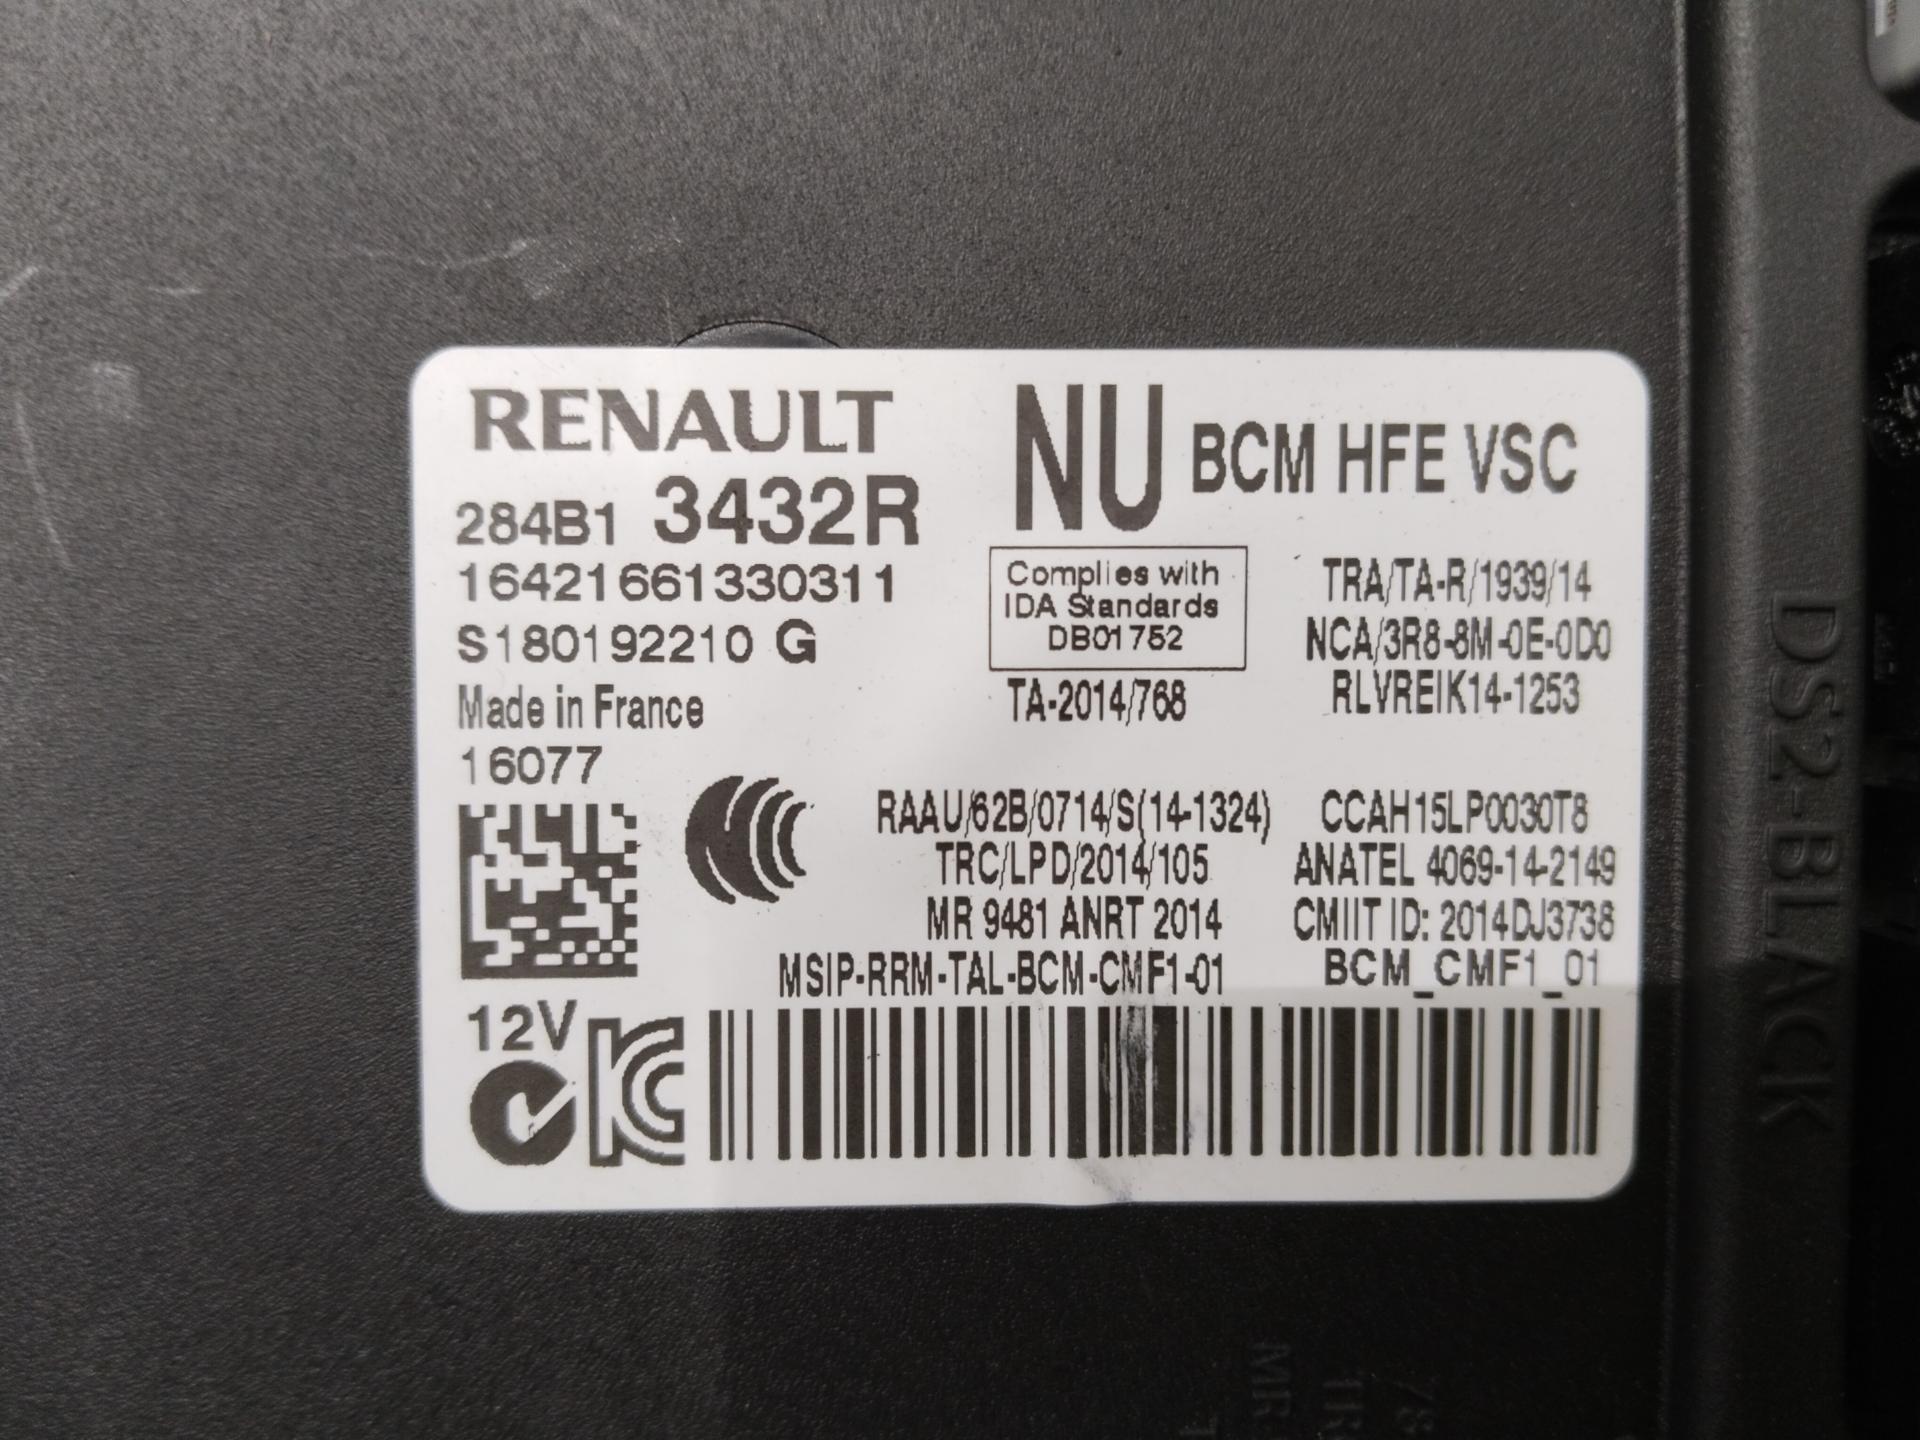 RENAULT
284B1 3432R
16421661330311
S180192210 G
Made in France
16077
12V
NU BCM HFE VSC
Complies with
IDA Standards
DB01752
TA-2014/768
TRA/TA-R/1939/14
NCA/3R8-8M-0E-0D0
RLVREIK14-1253
RAAU/62B/0714/S(14-1324)
TRC/LPD/2014/105
MR 9481 ANRT 2014
MSIP-RRM-TAL-BCM-CMF1-01
CCAH15LP0030T8
ANATEL 4069-14-2149
CMIIT ID: 2014DJ3738
BCM_CMF1_01
DS2-BLACK